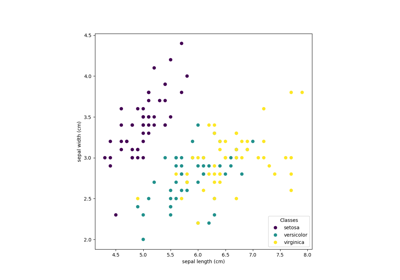 4.5
4.0
3.5
3.0
2.5
2.0
sepal width (cm)
4.5
5.0
5.5
6.0
6.5
7.0
7.5
8.0
sepal length (cm)
Classes
setosa
versicolor
virginica